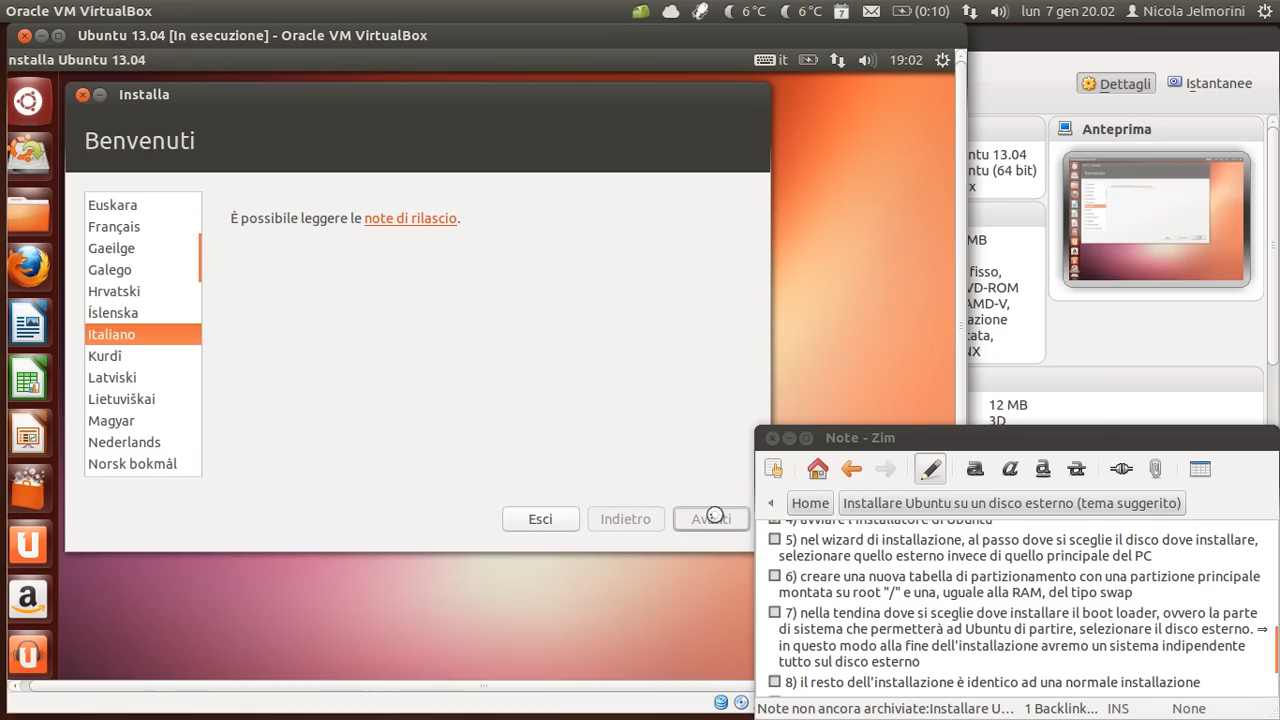 Oracle VM VirtualBox
6°C
6°C
7
(0:10)
lun 7 gen 20.02
Nicola Jelmorini
Ubuntu 13.04 [In esecuzione] - Oracle VM VirtualBox
nstalla Ubuntu 13.04
it
19:02
Installa
Benvenuti
Euskara
Français
Gaeilge
Galego
Hrvatski
Íslenska
Italiano
Kurdî
Latviski
Lietuviškai
Magyar
Nederlands
Norsk bokmål
È possibile leggere le note di rilascio.
Esci
Indietro
Avanti
Dettagli
Istantanee
Anteprima
ntu 13.04
ntu (64 bit)
x
MB
fisso,
VD-ROM
AMD-V,
azione
ata,
NX
12 MB
3D
Note - Zim
Home
Installare Ubuntu su un disco esterno (tema suggerito)
4) avviare l'installatore di Ubuntu
5) nel wizard di installazione, al passo dove si sceglie il disco dove installare,
selezionare quello esterno invece di quello principale del PC
6) creare una nuova tabella di partizionamento con una partizione principale
montata su root "/" e una, uguale alla RAM, del tipo swap
7) nella tendina dove si sceglie dove installare il boot loader, ovvero la parte
di sistema che permetterà ad Ubuntu di partire, selezionare il disco esterno. ⇒
in questo modo alla fine dell'installazione avremo un sistema indipendente
tutto sul disco esterno
8) il resto dell'installazione è identico ad una normale installazione
Note non ancora archiviate:Installare U...
1 Backlink...
INS
None